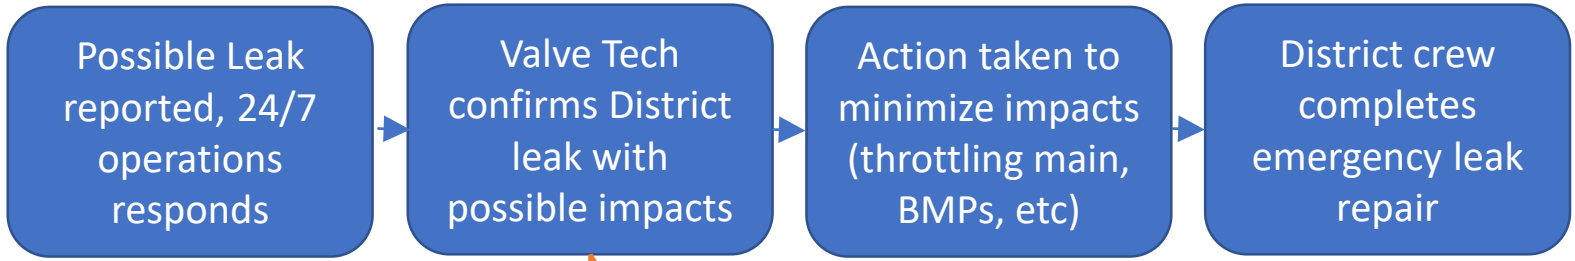 Possible Leak
reported, 24/7
operations
responds
Valve Tech
confirms District
leak with
possible impacts
Action taken to
minimize impacts
(throttling main,
BMPs, etc)
District crew
completes
emergency leak
repair